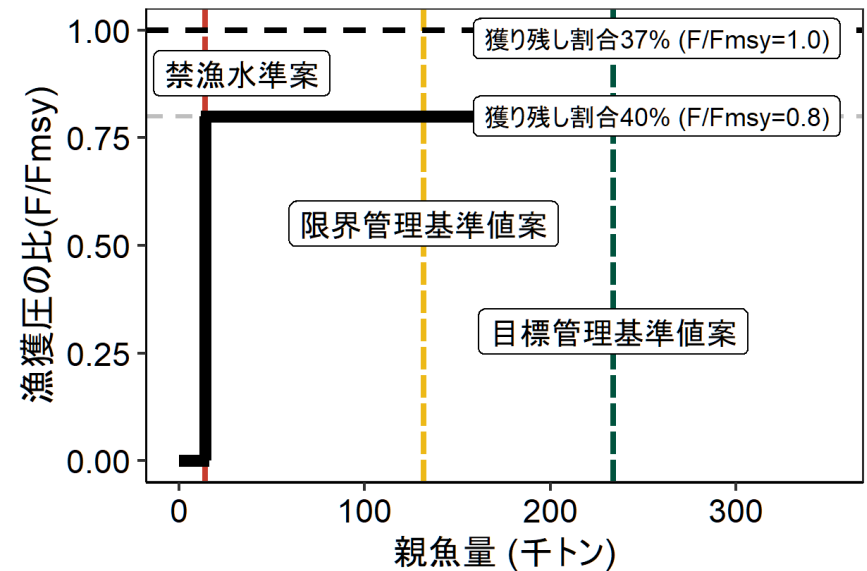 1.00
獲り残し割合37% (F/Fmsy=1.0)
禁漁水準案
獲り残し割合40% (F/Fmsy=0.8)
0.75
限界管理基準値案
0.50
目標管理基準値案
0.25
0.00
漁獲圧の比(F/Fmsy)
0
100
200
300
親魚量 (千トン)